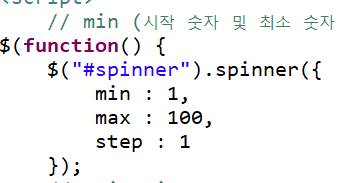 <script>
// min (시작 숫자 및 최소 숫자
$(function() {
$("#spinner").spinner({
min : 1,
max : 100,
step : 1
});